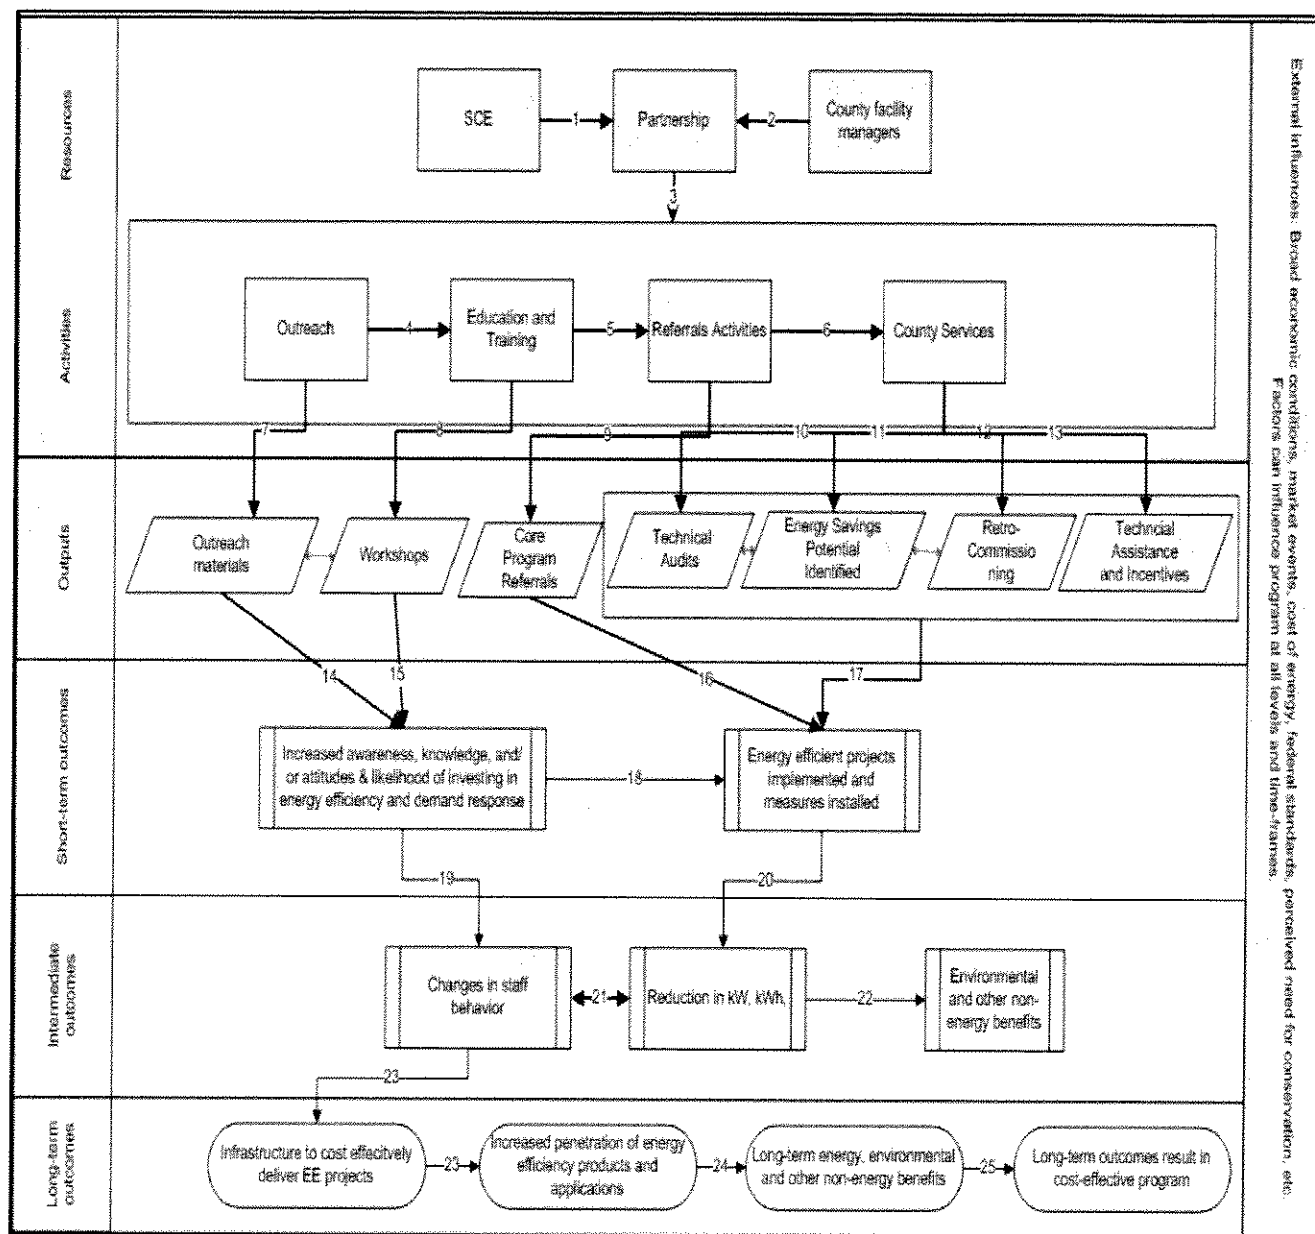 Resources
SCE
1
Partnership
2
County facility
managers
3
Activities
Outreach
4
Education and
Training
5
Referrals Activities
6
County Services
7
8
9
10
11
12
13
Outputs
Outreach
materials
Workshops
Core
Program
Referrals
Technical
Audits
Energy Savings
Potential
Identified
Retro-
Commissio
ning
Techncial
Assistance
and Incentives
14
15
16
17
Short-term outcomes
Increased awareness, knowledge, and/
or attitudes & likelihood of investing in
energy efficiency and demand response
18
Energy efficient projects
implemented and
measures installed
19
20
Intermediate
outcomes
Changes in staff
behavior
21
Reduction in kW, kWh,
22
Environmental
and other non-
energy benefits
23
Long-term
outcomes
Infrastructure to cost effecitvely
deliver EE projects
23
Increased penetration of energy
efficiency products and
applications
24
Long-term energy, environmental
and other non-energy benefits
25
Long-term outcomes result in
cost-effective program
External influences: Broad economic conditions, market events, cost of energy, federal standards, perceived need for conservation, etc.
Factors can influence program at all levels and time-frames.